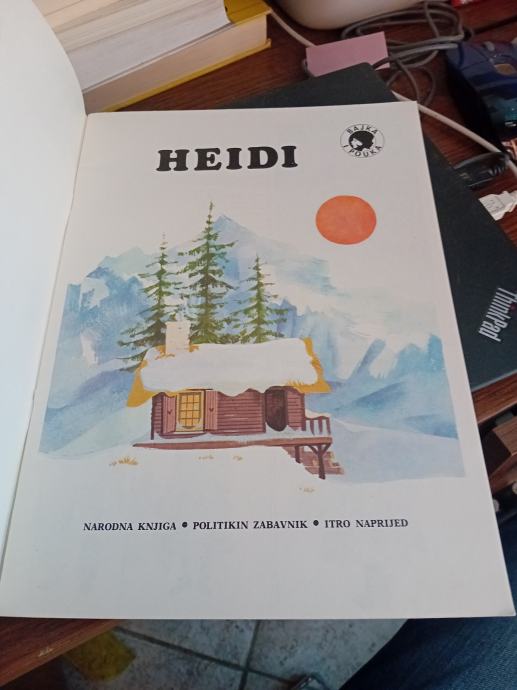 HEIDI
BAJKA
I POUKA
NARODNA KNJIGA • POLITIKIN ZABAVNIK • ITRO NAPRIJED
ThinkPad